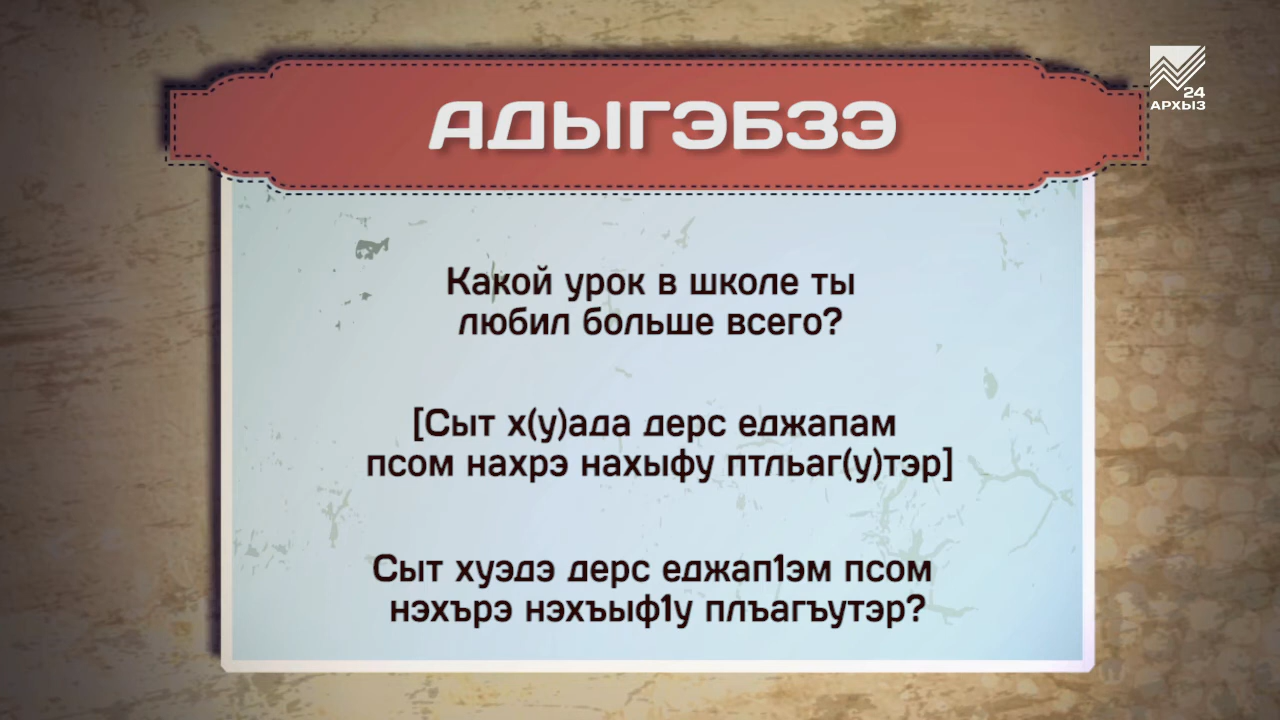 24
АРХЫЗ
АДЫГЭБЗЭ
Какой урок в школе ты
любил больше всего?
[Сыт х(у)ада дерс еджапам
псом нахрэ нахыфу птльаг(у)тэр]
Сыт хуэдэ дерс еджап1эм псом
нэхърэ нэхъыф1у плъагъутэр?